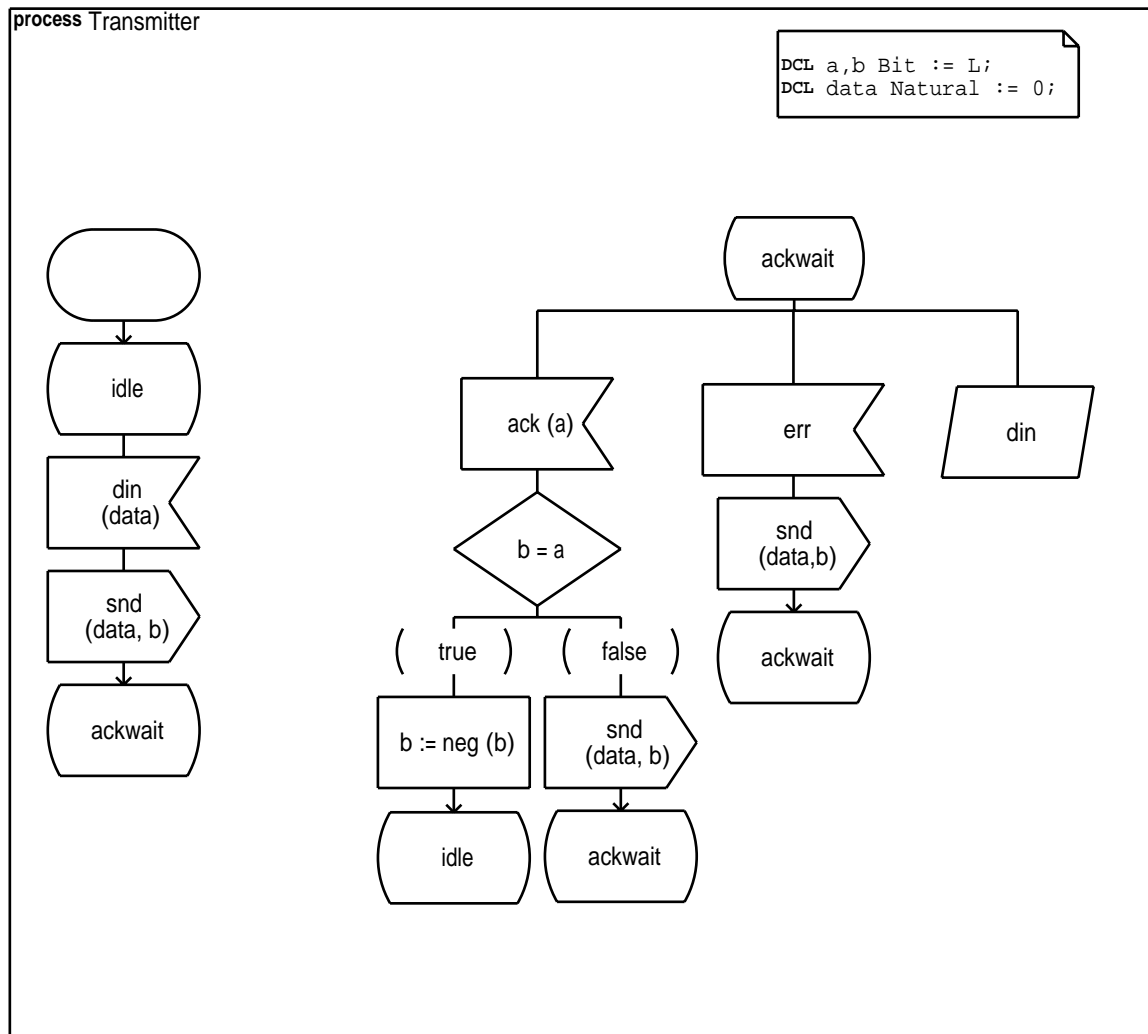 process Transmitter
DCL a,b Bit := L;
DCL data Natural := 0;
idle
din
(data)
snd
(data, b)
ackwait
ackwait
ack (a)
b = a
( true )
( false )
b := neg (b)
idle
snd
(data, b)
ackwait
err
snd
(data,b)
ackwait
din